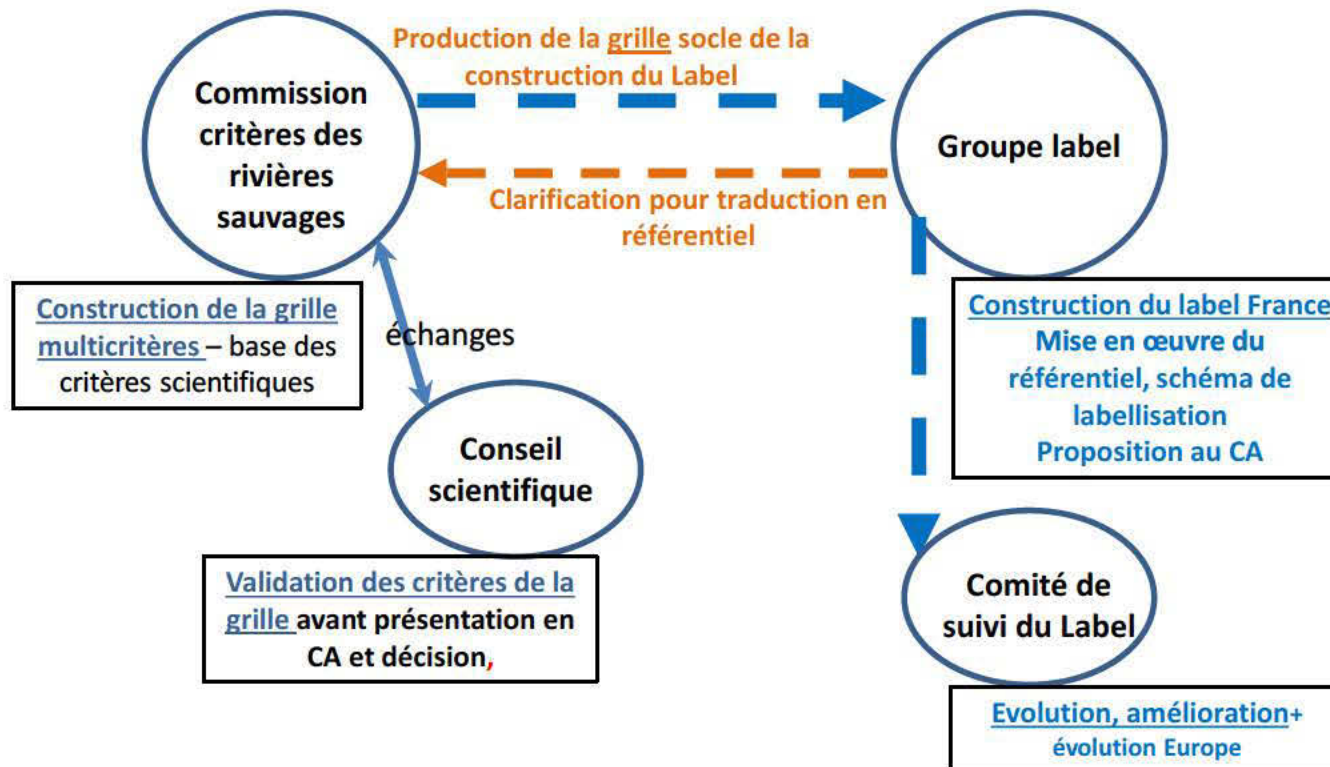 Production de la grille socle de la
construction du Label
Commission
critères des
rivières
sauvages
Groupe label
Clarification pour traduction en
référentiel
Construction de la grille
multicritères – base des
critères scientifiques
échanges
Construction du label France
Mise en œuvre du
référentiel, schéma de
labellisation
Proposition au CA
Conseil
scientifique
Validation des critères de la
grille avant présentation en
CA et décision,
Comité de
suivi du Label
Evolution, amélioration+
évolution Europe